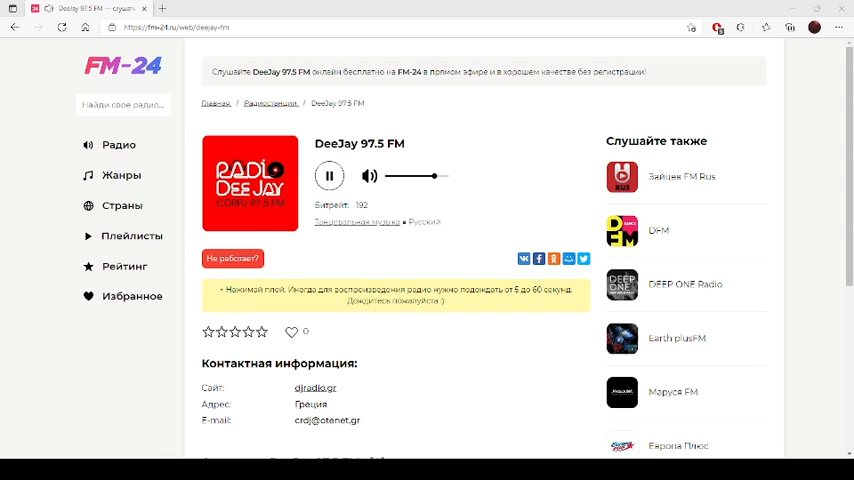 DeeJay 97.5 FM — слушать
https://fm-24.ru/web/deejay-fm
FM-24
Найди свое радио...
Радио
Жанры
Страны
Плейлисты
Рейтинг
Избранное
Слушайте DeeJay 97.5 FM онлайн бесплатно на FM-24 в прямом эфире и в хорошем качестве без регистрации!
Главная / Радиостанции / DeeJay 97.5 FM
RADIO
DEE JAY
CORFU 97.5 FM
DeeJay 97.5 FM
Битрейт: 192
Танцевальная музыка • Русский
Не работает?
+ Нажимай плей. Иногда для воспроизведения радио нужно подождать от 5 до 60 секунд.
Дождитесь пожалуйста :)
0
Контактная информация:
Сайт: djradio.gr
Адрес: Греция
E-mail: crdj@otenet.gr
Слушайте также
RUS
Зайцев FM Rus
DFM
DFM
DEEP
ONE
DEEP ONE Radio
Earth plusFM
Маруся FM
Европа Плюс